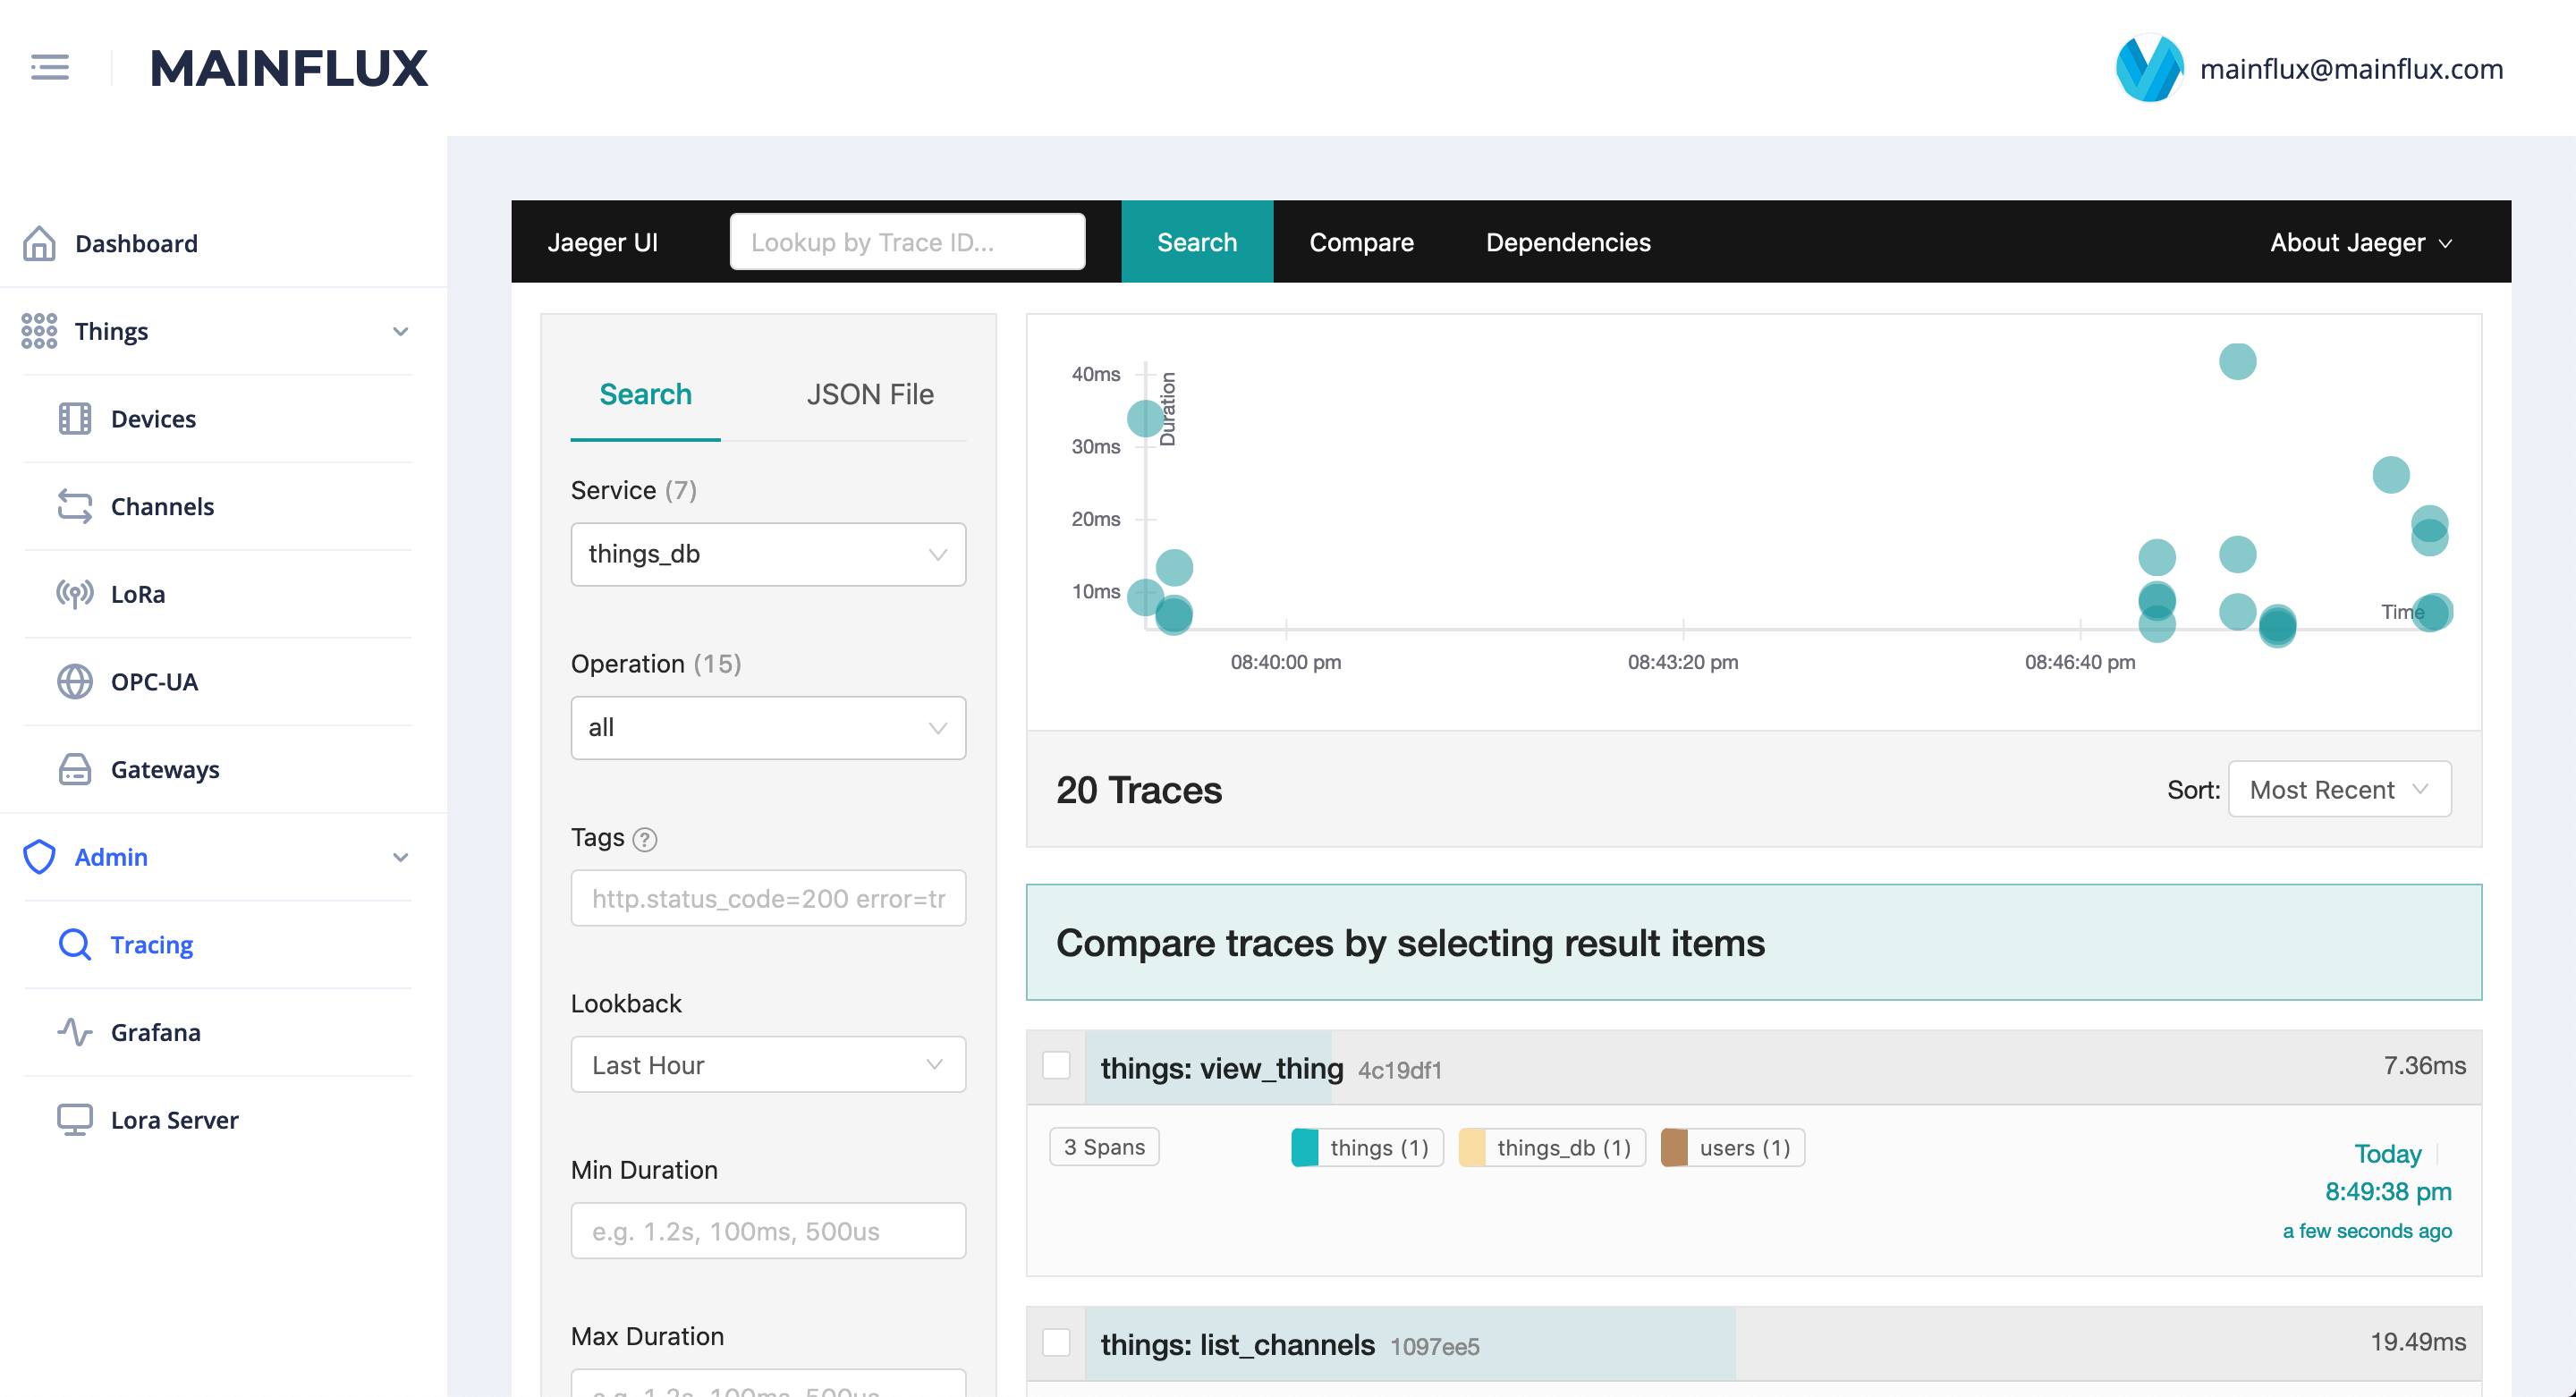 MAINFLUX
mainflux@mainflux.com
Dashboard
Things
Devices
Channels
LoRa
OPC-UA
Gateways
Admin
Tracing
Grafana
Lora Server
Jaeger UI
Lookup by Trace ID...
Search
Compare
Dependencies
About Jaeger
Search
JSON File
Service (7)
things_db
Operation (15)
all
Tags ?
http.status_code=200 error=tr
Lookback
Last Hour
Min Duration
e.g. 1.2s, 100ms, 500us
Max Duration
e.g. 1.2s, 100ms, 500us
Duration
40ms
30ms
20ms
10ms
Time
08:40:00 pm
08:43:20 pm
08:46:40 pm
20 Traces
Sort: Most Recent
Compare traces by selecting result items
things: view_thing 4c19df1
7.36ms
3 Spans
things (1)
things_db (1)
users (1)
Today
8:49:38 pm
a few seconds ago
things: list_channels 1097ee5
19.49ms